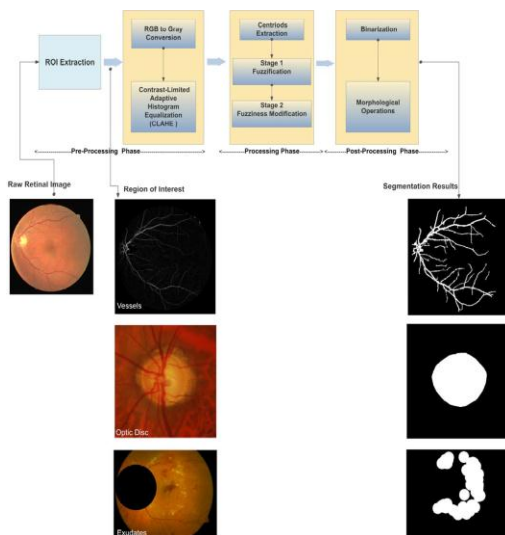 ROI Extraction
RGB to Gray
Conversion
Contrast-Limited
Adaptive
Histogram
Equalization
(CLAHE )
Centriods
Extraction
Stage 1
Fuzzification
Stage 2
Fuzziness Modification
Binarization
Morphological
Operations
Pre-Processing Phase
Processing Phase
Post-Processing Phase
Raw Retinal Image
Region of Interest
Segmentation Results
Vessels
Optic Disc
Exudates